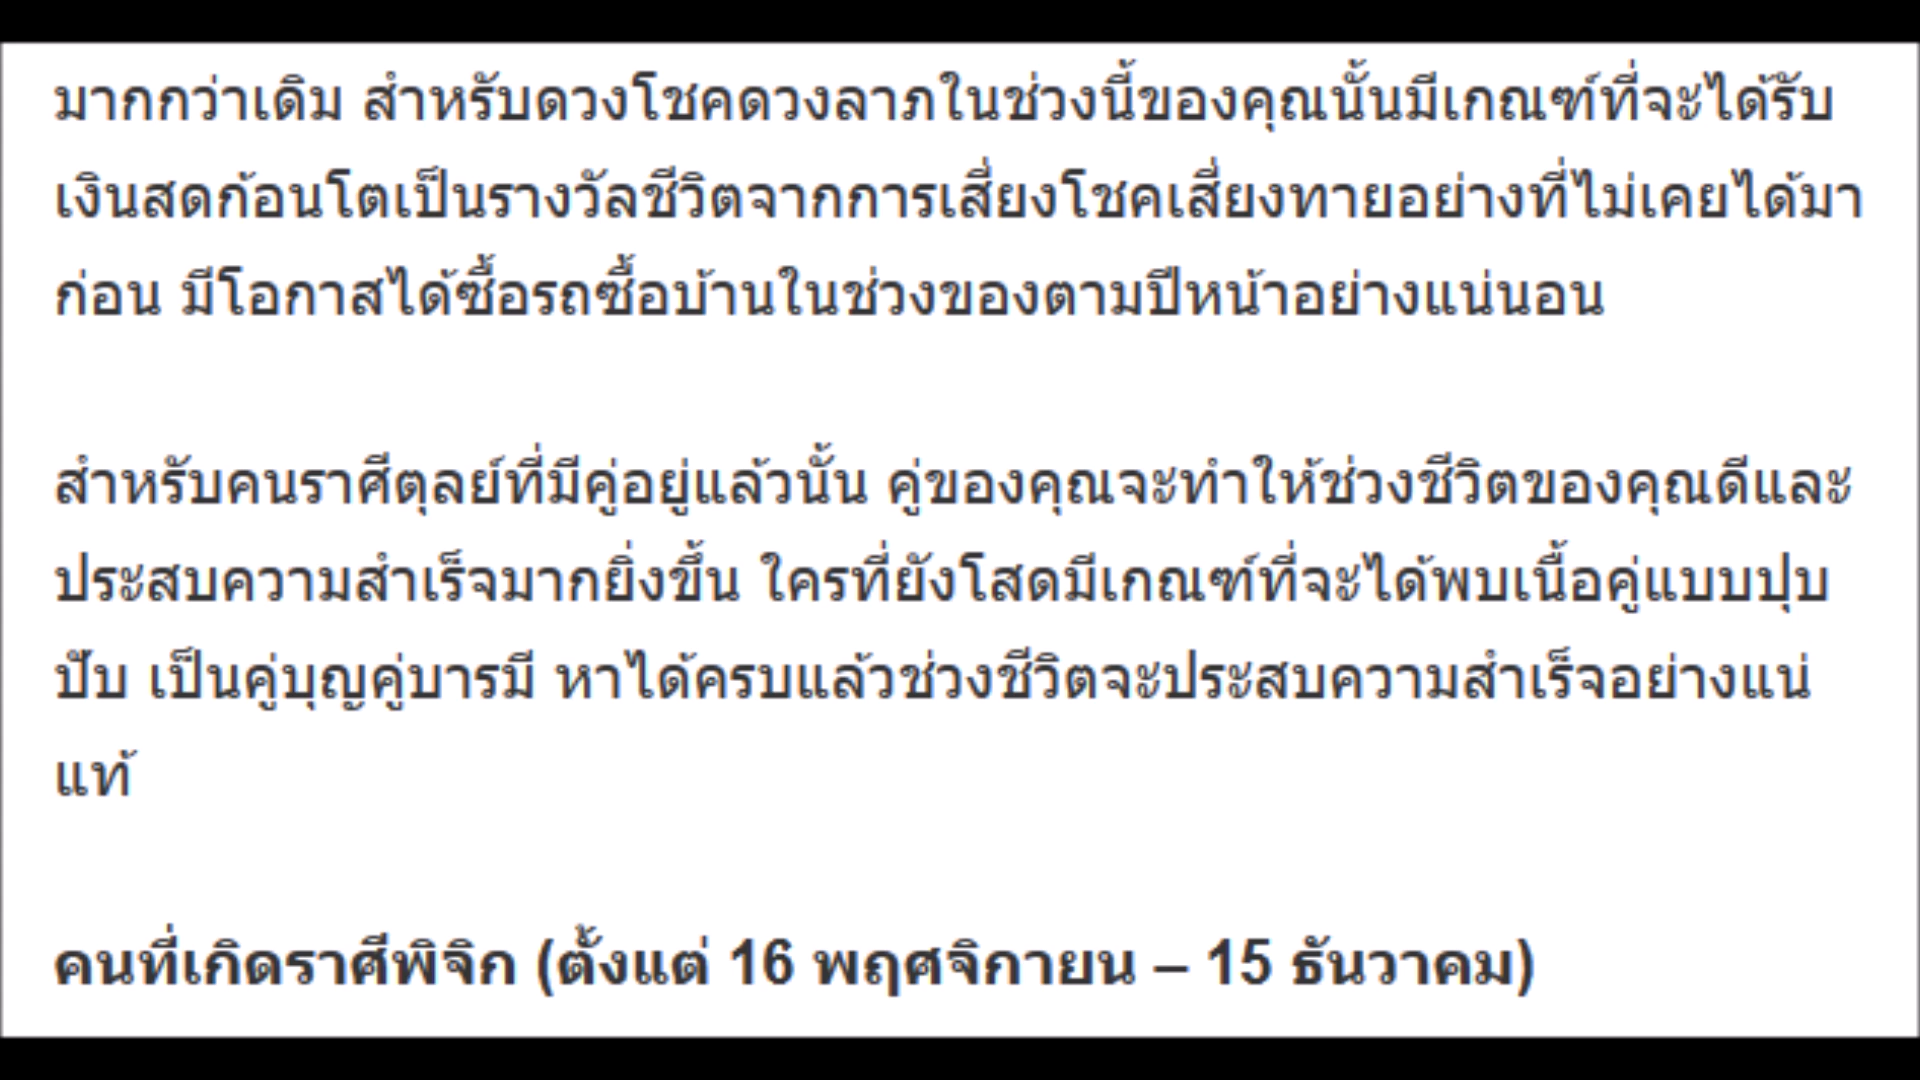 มากกว่าเดิม สำหรับดวงโชคดวงลาภในช่วงนี้ของคุณนั้นมีเกณฑ์ที่จะได้รับ
เงินสดก้อนโตเป็นรางวัลชีวิตจากการเสี่ยงโชคเสี่ยงทายอย่างที่ไม่เคยได้มา
ก่อน มีโอกาสได้ซื้อรถซื้อบ้านในช่วงของตามปีหน้าอย่างแน่นอน
สำหรับคนราศีตุลย์ที่มีคู่อยู่แล้วนั้น คู่ของคุณจะทำให้ช่วงชีวิตของคุณดีและ
ประสบความสำเร็จมากยิ่งขึ้น ใครที่ยังโสดมีเกณฑ์ที่จะได้พบเนื้อคู่แบบปุบ
ปับ เป็นคู่บุญคู่บารมี หาได้ครบแล้วช่วงชีวิตจะประสบความสำเร็จอย่างแน่
แท้
คนที่เกิดราศีพิจิก (ตั้งแต่ 16 พฤศจิกายน – 15 ธันวาคม)